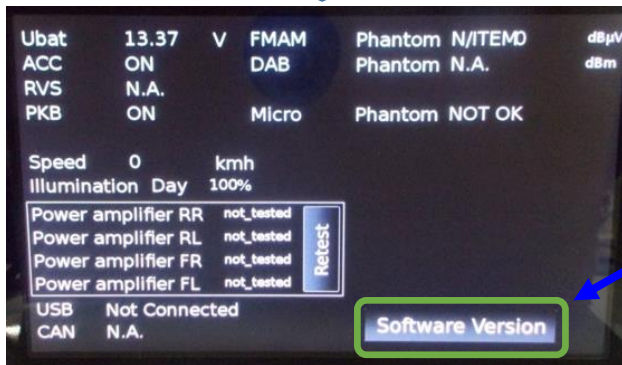 Ubat 13.37 V FMAM Phantom N/ITEM0 dBµV
ACC ON DAB Phantom N.A. dBm
RVS N.A.
PKB ON Micro Phantom NOT OK
Speed 0 kmh
Illumination Day 100%
Power amplifier RR not_tested
Power amplifier RL not_tested
Power amplifier FR not_tested
Power amplifier FL not_tested
Retest
USB Not Connected
CAN N.A.
Software Version